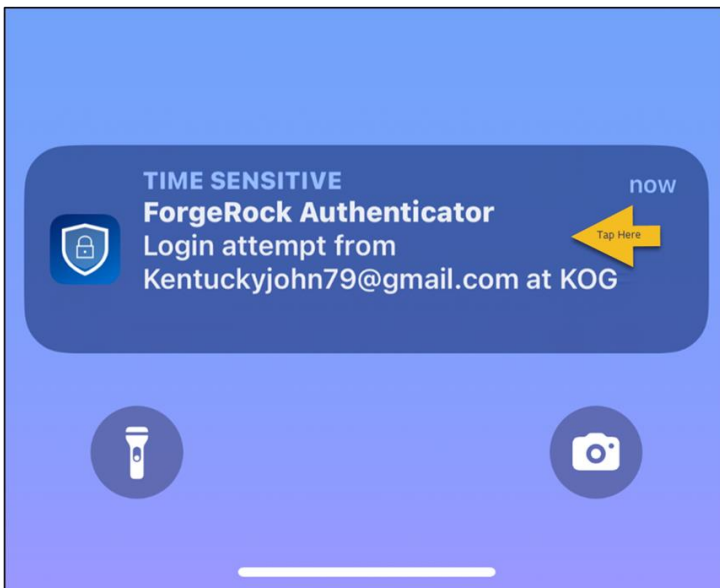 TIME SENSITIVE
now
ForgeRock Authenticator
Login attempt from
Tap Here
Kentuckyjohn79@gmail.com at KOG